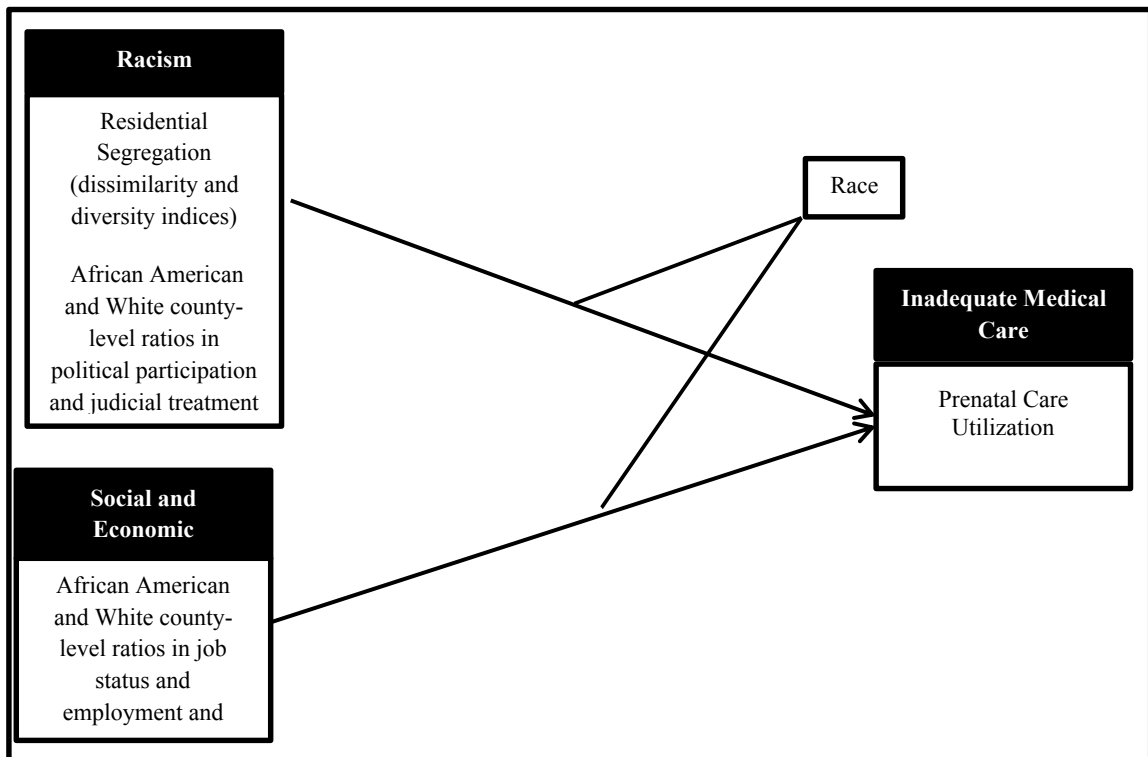 Racism
Residential
Segregation
(dissimilarity and
diversity indices)
African American
and White county-
level ratios in
political participation
and judicial treatment
Social and
Economic
African American
and White county-
level ratios in job
status and
employment and
Race
Inadequate Medical
Care
Prenatal Care
Utilization